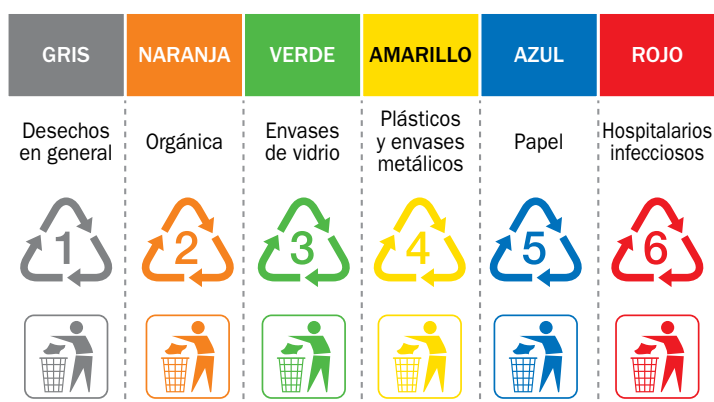 GRIS
NARANJA
VERDE
AMARILLO
AZUL
ROJO
Desechos
en general
Orgánica
Envases
de vidrio
Plásticos
y envases
metálicos
Papel
Hospitalarios
infecciosos
1
2
3
4
5
6